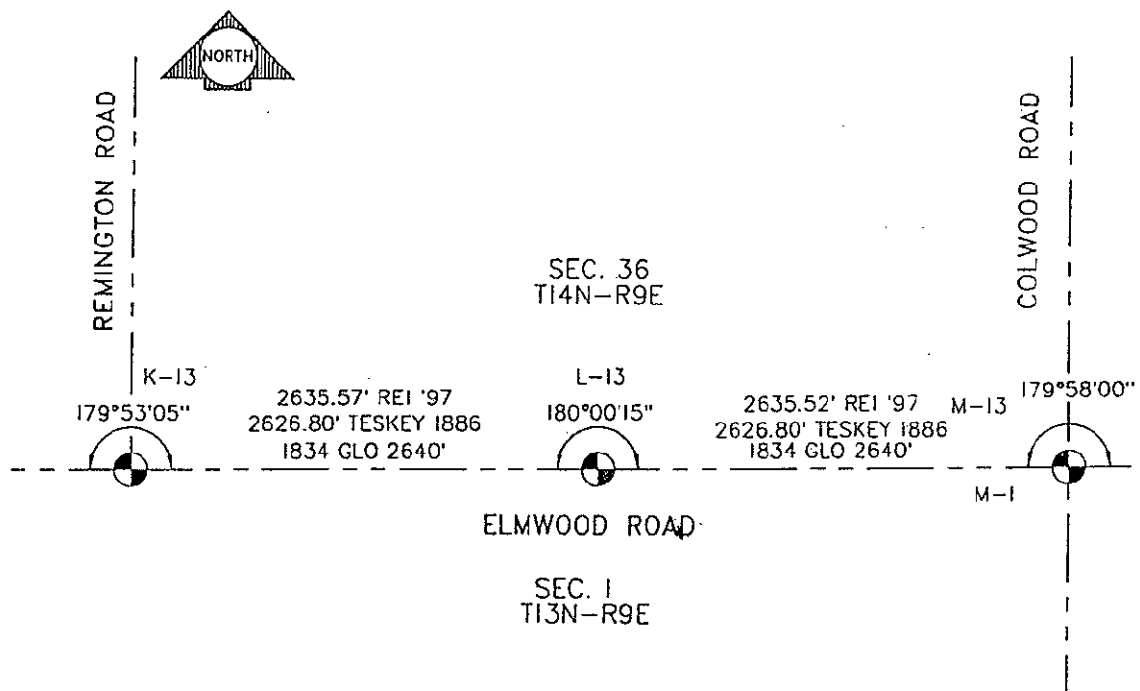 NORTH
REMINGTON ROAD
COLWOOD ROAD
SEC. 36
T14N-R9E
K-13
179°53'05"
2635.57' REI '97
2626.80' TESKEY 1886
1834 GLO 2640'
L-13
180°00'15"
2635.52' REI '97
2626.80' TESKEY 1886
1834 GLO 2640'
M-13
179°58'00"
M-1
ELMWOOD ROAD
SEC. 1
T13N-R9E